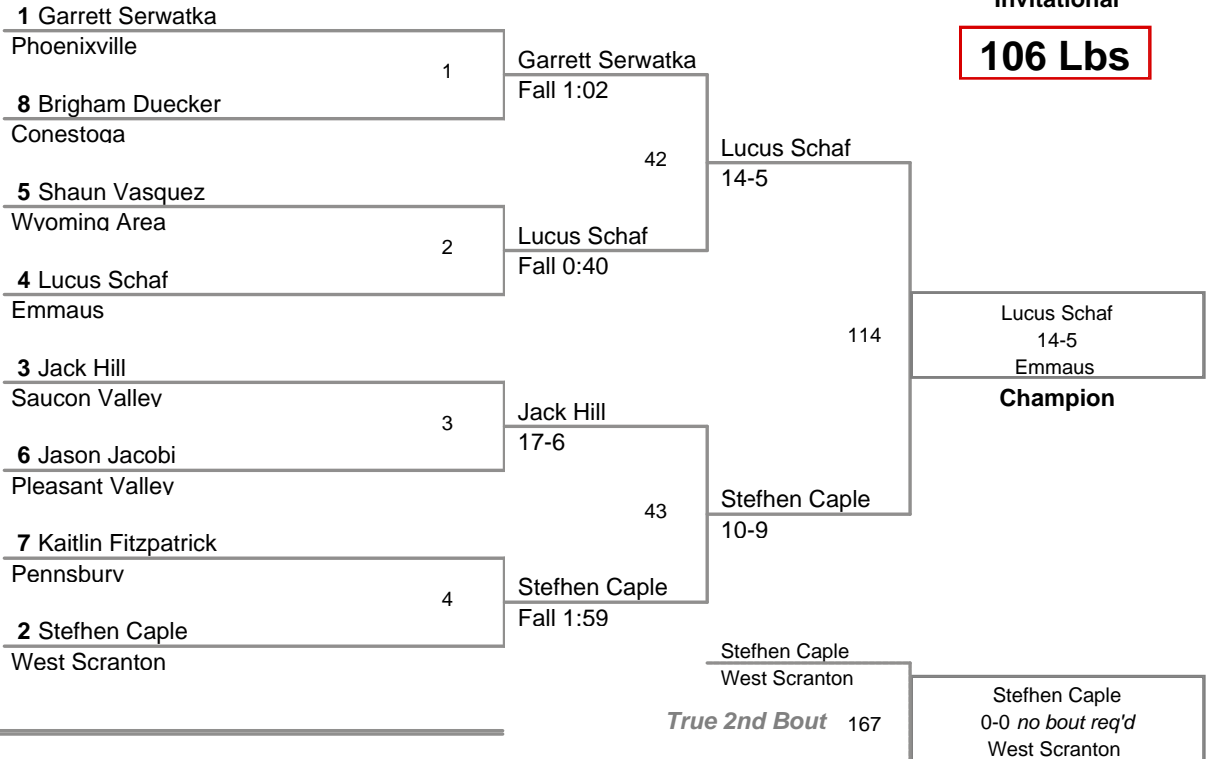 Invitational
106 Lbs
1 Garrett Serwatka
Phoenixville
1
8 Brigham Duecker
Conestoga
Garrett Serwatka
Fall 1:02
42
5 Shaun Vasquez
Wyoming Area
2
4 Lucus Schaf
Emmaus
Lucus Schaf
Fall 0:40
Lucus Schaf
14-5
114
3 Jack Hill
Saucon Valley
3
6 Jason Jacobi
Pleasant Valley
Jack Hill
17-6
43
7 Kaitlin Fitzpatrick
Pennsbury
4
2 Stefhen Caple
West Scranton
Stefhen Caple
Fall 1:59
Stefhen Caple
10-9
Lucus Schaf
14-5
Emmaus
Champion
Stefhen Caple
West Scranton
True 2nd Bout 167
Stefhen Caple
0-0 no bout req'd
West Scranton